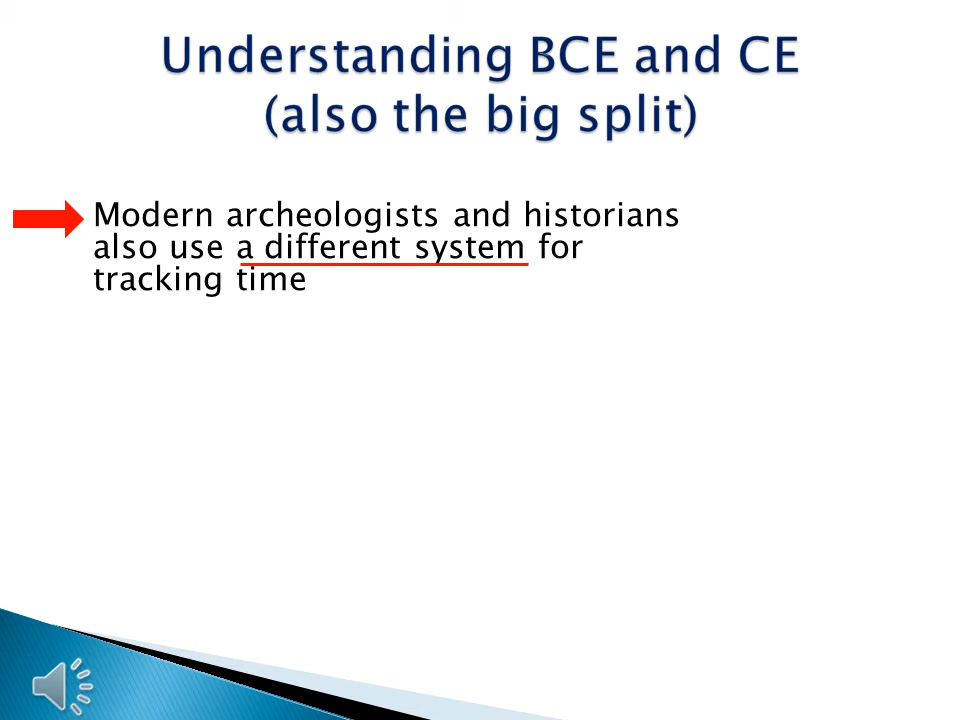 Understanding BCE and CE
(also the big split)
Modern archeologists and historians
also use a different system for
tracking time